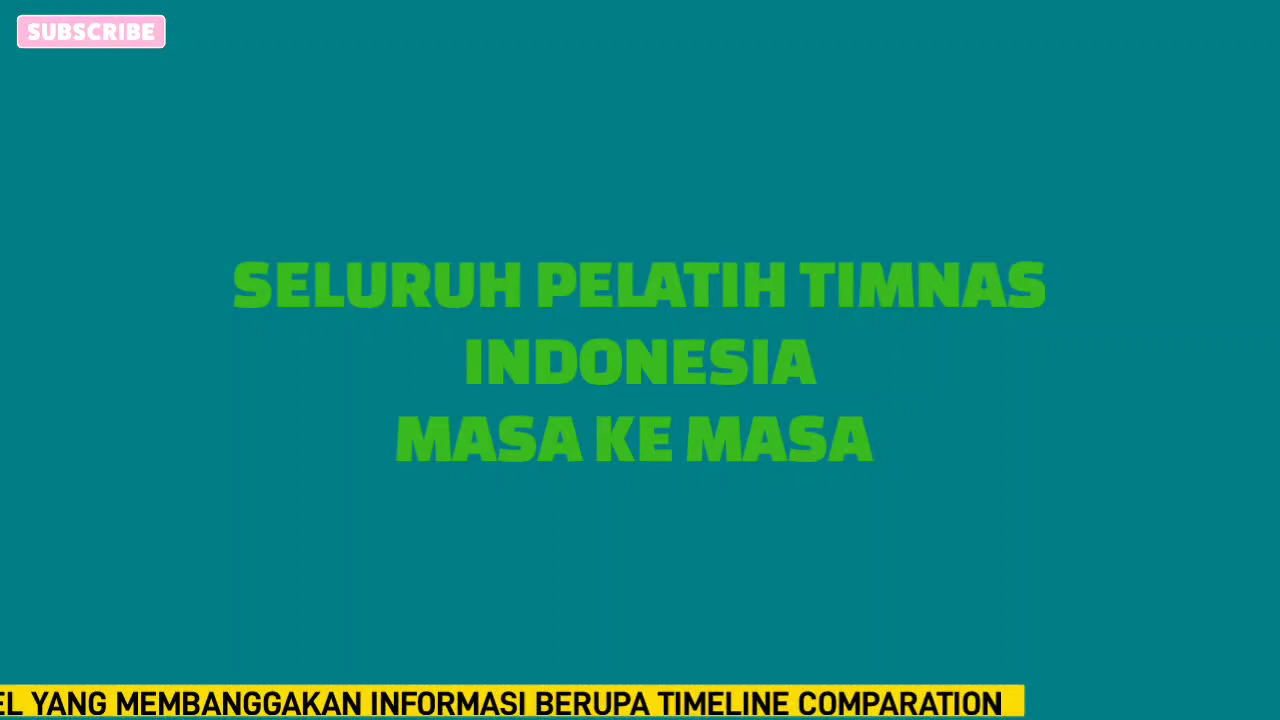 SUBSCRIBE
SELURUH PELATIH TIMNAS
INDONESIA
MASA KE MASA
YANG MEMBANGGAKAN INFORMASI BERUPA TIMELINE COMPARATION